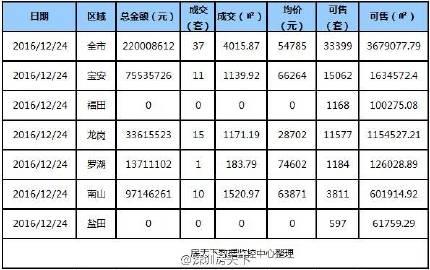 日期 区域 总金额(元) 成交(套) 成交(㎡) 均价(元) 可售(套) 可售(㎡)
2016/12/24 全市 220008612 37 4015.87 54785 33399 3679077.79
2016/12/24 宝安 75535726 11 1139.92 66264 15062 1634572.4
2016/12/24 福田 0 0 0 0 1168 100275.08
2016/12/24 龙岗 33615523 15 1171.19 28702 11577 1154527.21
2016/12/24 罗湖 13711102 1 183.79 74602 1184 126028.89
2016/12/24 南山 97146261 10 1520.97 63871 3811 601914.92
2016/12/24 盐田 0 0 0 0 597 61759.29
房天下数据监控中心整理
@深圳房天下